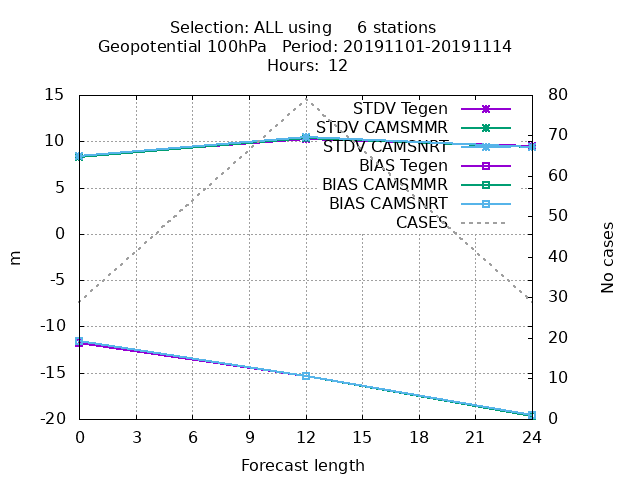 Selection: ALL using     6 stations
Geopotential 100hPa   Period: 20191101-20191114
Hours: 12
STDV Tegen
STDV CAMSMMR
STDV CAMSNRT
BIAS Tegen
BIAS CAMSMMR
BIAS CAMSNRT
CASES
15
10
5
0
-5
-10
-15
-20
m
80
70
60
50
40
30
20
10
0
No cases
0 3 6 9 12 15 18 21 24
Forecast length